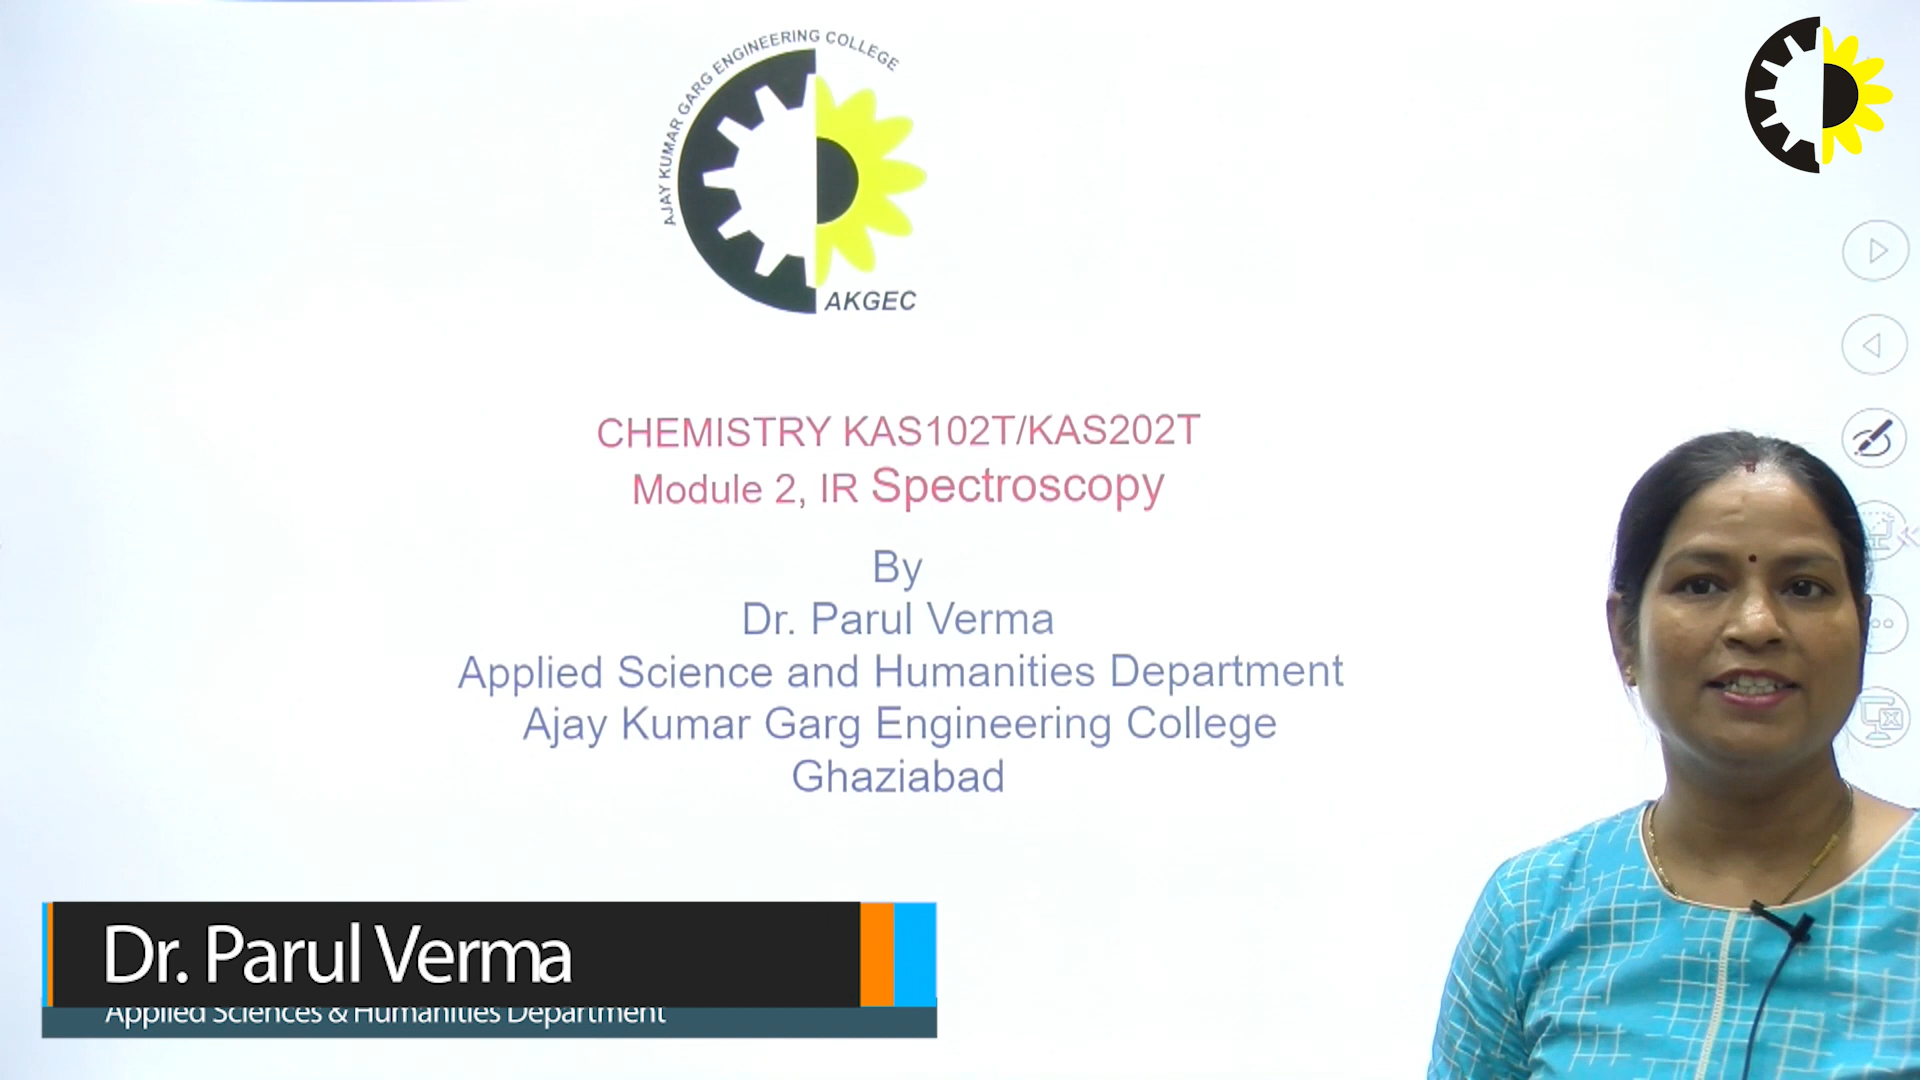 AJAY KUMAR GARG ENGINEERING COLLEGE
AKGEC
CHEMISTRY KAS102T/KAS202T
Module 2, IR Spectroscopy
By
Dr. Parul Verma
Applied Science and Humanities Department
Ajay Kumar Garg Engineering College
Ghaziabad
Dr. Parul Verma
Applied Sciences & Humanities Department